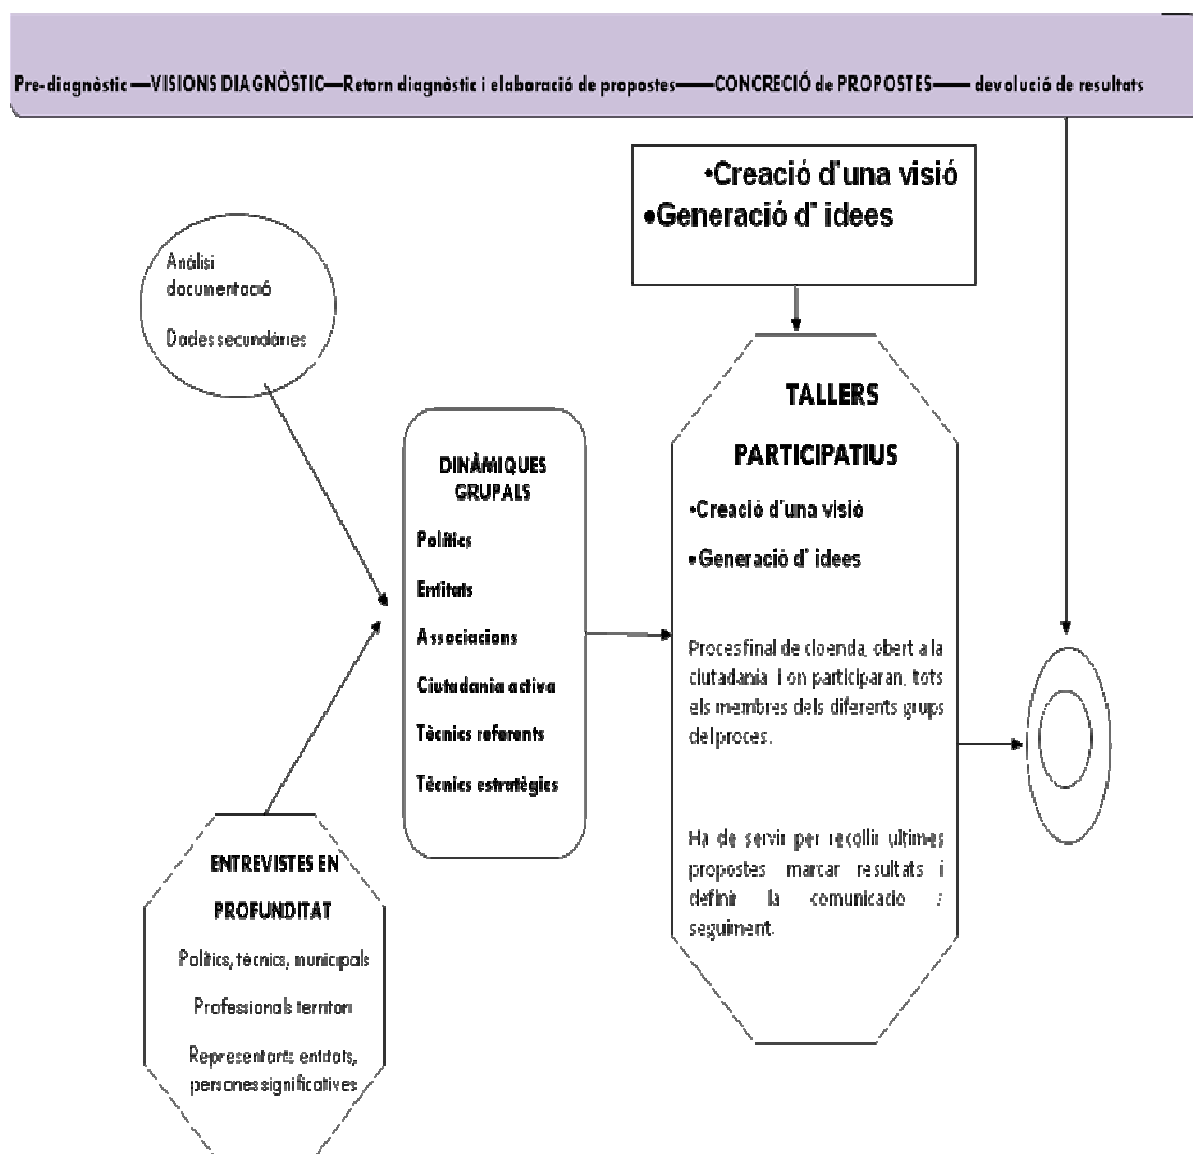 Pre-diagnòstic —VISIONS DIAGNÒSTIC—Retorn diagnòstic i elaboració de propostes—CONCRECIÓ de PROPOSTES— devolució de resultats
•Creació d'una visió
•Generació d' idees
Anàlisi
documentació
Dades secundàries
DINÀMIQUES
GRUPALS
Polítics
Entitats
Associacions
Ciutadania activa
Tècnics referents
Tècnics estratègics
TALLERS
PARTICIPATIUS
•Creació d'una visió
•Generació d' idees
Proces final de cloenda, obert a la
ciutadania i on participaran, tots
els membres dels diferents grups
del proces.
Ha de servir per recollir ultimes
propostes marcar resultats i
definir la comunicacio
seguiment.
ENTREVISTES EN
PROFUNDITAT
Polítics, tècnics, municipals
Professionals territori
Representants entitats,
persones significatives